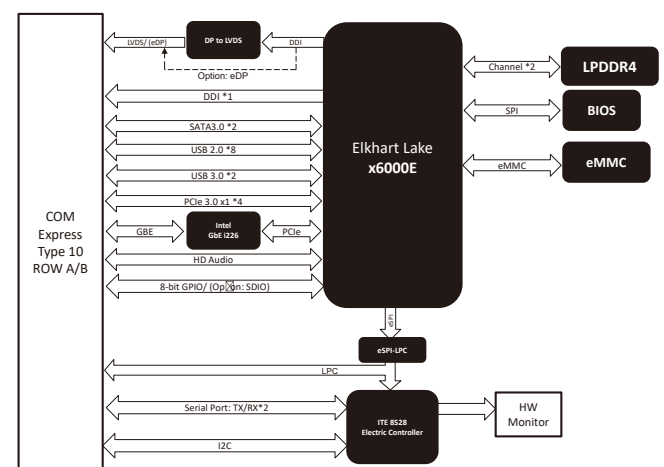 LVDS/ (eDP)
DP to LVDS
DDI
Option: eDP
DDI *1
SATA3.0 *2
USB 2.0 *8
USB 3.0 *2
PCIe 3.0 x1 *4
GBE
Intel
GbE i226
PCIe
HD Audio
8-bit GPIO/ (Op☒on: SDIO)
COM
Express
Type 10
ROW A/B
Elkhart Lake
x6000E
Channel *2
LPDDR4
SPI
BIOS
eMMC
eMMC
eSPI
eSPI-LPC
LPC
Serial Port: TX/RX*2
I2C
ITE 8528
Electric Controller
HW
Monitor